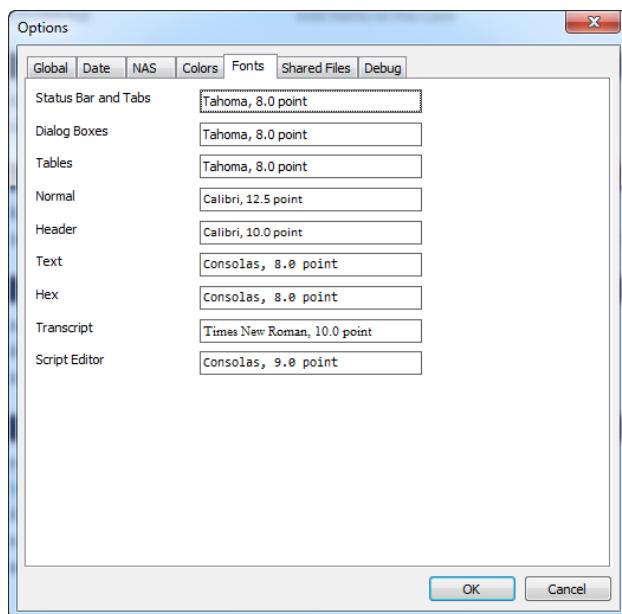 Options
Global Date NAS Colors Fonts Shared Files Debug
Status Bar and Tabs Tahoma, 8.0 point
Dialog Boxes Tahoma, 8.0 point
Tables Tahoma, 8.0 point
Normal Calibri, 12.5 point
Header Calibri, 10.0 point
Text Consolas, 8.0 point
Hex Consolas, 8.0 point
Transcript Times New Roman, 10.0 point
Script Editor Consolas, 9.0 point
OK Cancel